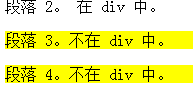 段落 2。 在 div 中。
段落 3。不在 div 中。
段落 4。不在 div 中。